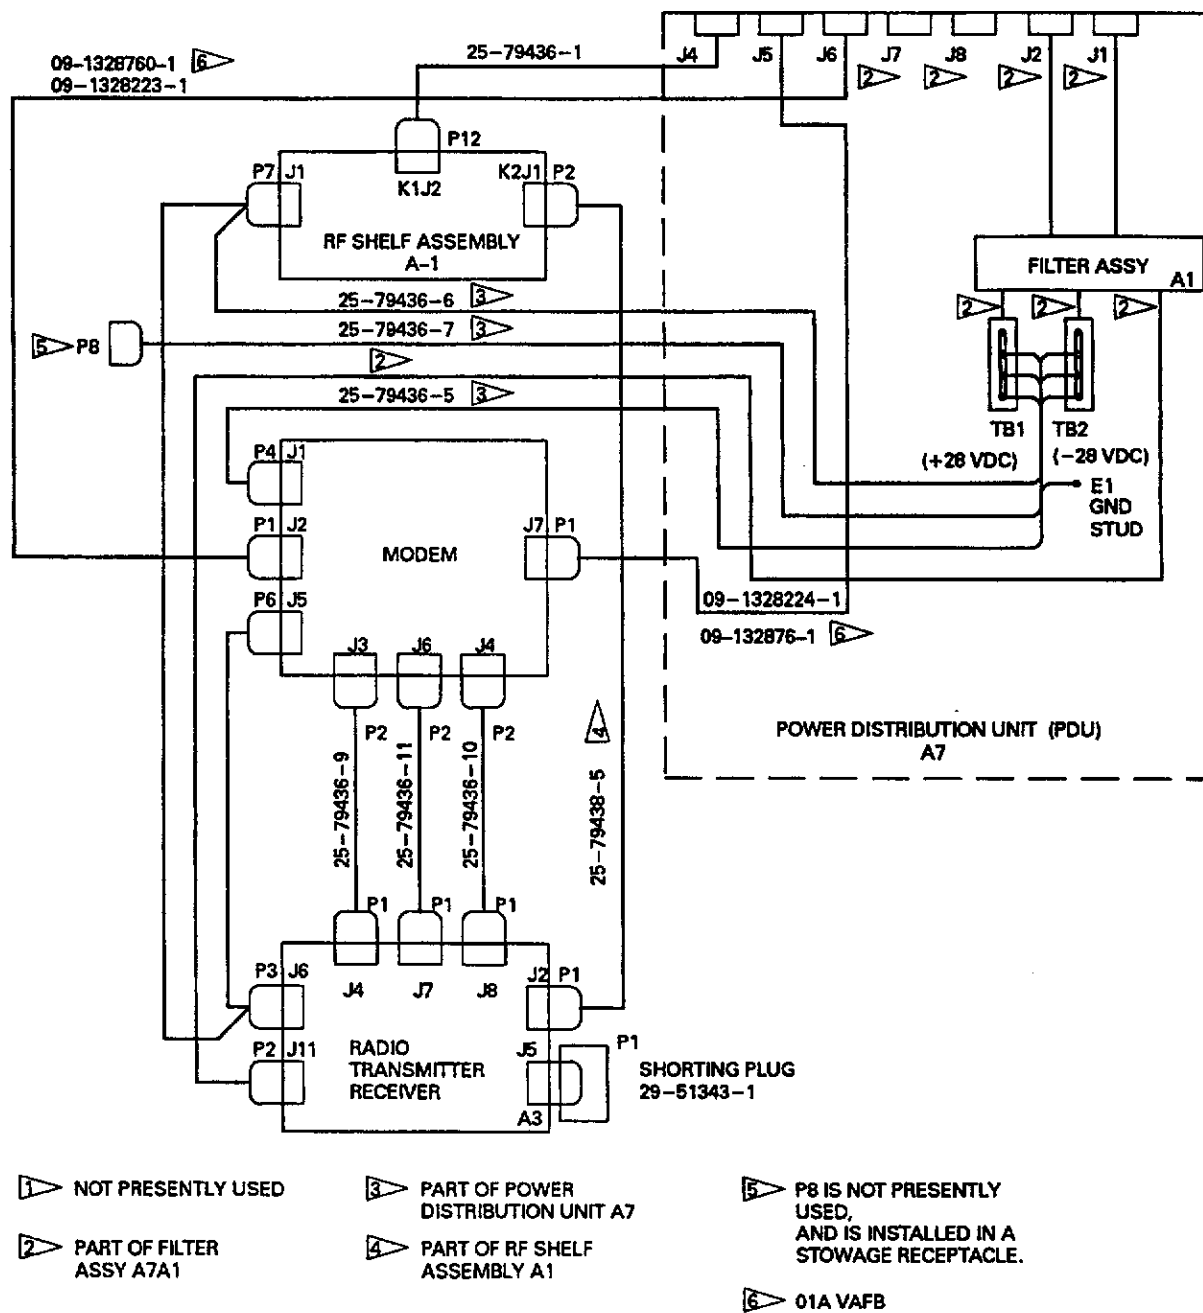 09-1328760-1 6
09-1328223-1
25-79436-1
J4 J5 J6 J7 J8 J2 J1
2 2 2 2
P12
K1J2
P7 J1
K2J1 P2
RF SHELF ASSEMBLY
A-1
FILTER ASSY
A1
2 2 2
25-79436-6 3
25-79436-7 3
5 P8
2
25-79436-5 3
TB1 TB2
(+28 VDC) (-28 VDC)
E1
GND
STUD
P4 J1
P1 J2
MODEM
J7 P1
P6 J5
09-1328224-1
09-132876-1 6
J3 J6 J4
P2 P2 P2
25-79436-9
25-79436-11
25-79436-10
25-79438-5 4
POWER DISTRIBUTION UNIT (PDU)
A7
P1 P1 P1
J4 J7 J8
P3 J6
J2 P1
P2 J11
RADIO
TRANSMITTER
RECEIVER
J5 P1
A3
SHORTING PLUG
29-51343-1
1 NOT PRESENTLY USED
2 PART OF FILTER
ASSY A7A1
3 PART OF POWER
DISTRIBUTION UNIT A7
4 PART OF RF SHELF
ASSEMBLY A1
5 P8 IS NOT PRESENTLY
USED,
AND IS INSTALLED IN A
STOWAGE RECEPTACLE.
6 01A VAFB